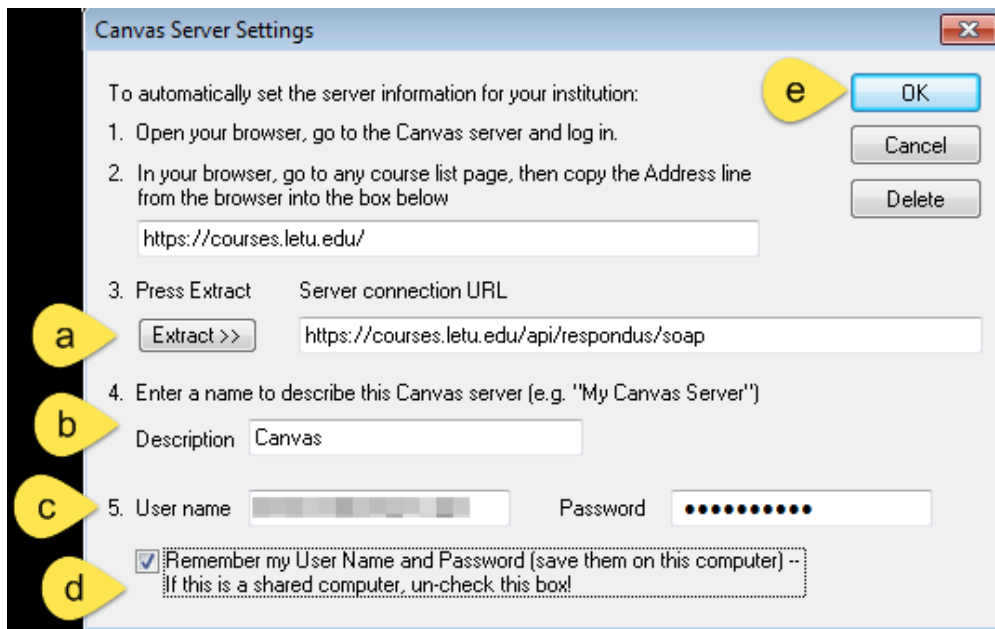 Canvas Server Settings
To automatically set the server information for your institution:
e
OK
1. Open your browser, go to the Canvas server and log in.
Cancel
2. In your browser, go to any course list page, then copy the Address line
from the browser into the box below
Delete
https://courses.letu.edu/
3. Press Extract Server connection URL
a
Extract >>
https://courses.letu.edu/api/respondus/soap
4. Enter a name to describe this Canvas server (e.g. "My Canvas Server")
b
Description Canvas
c
5. User name Password ●●●●●●●●●●
d
Remember my User Name and Password (save them on this computer) --
If this is a shared computer, un-check this box!